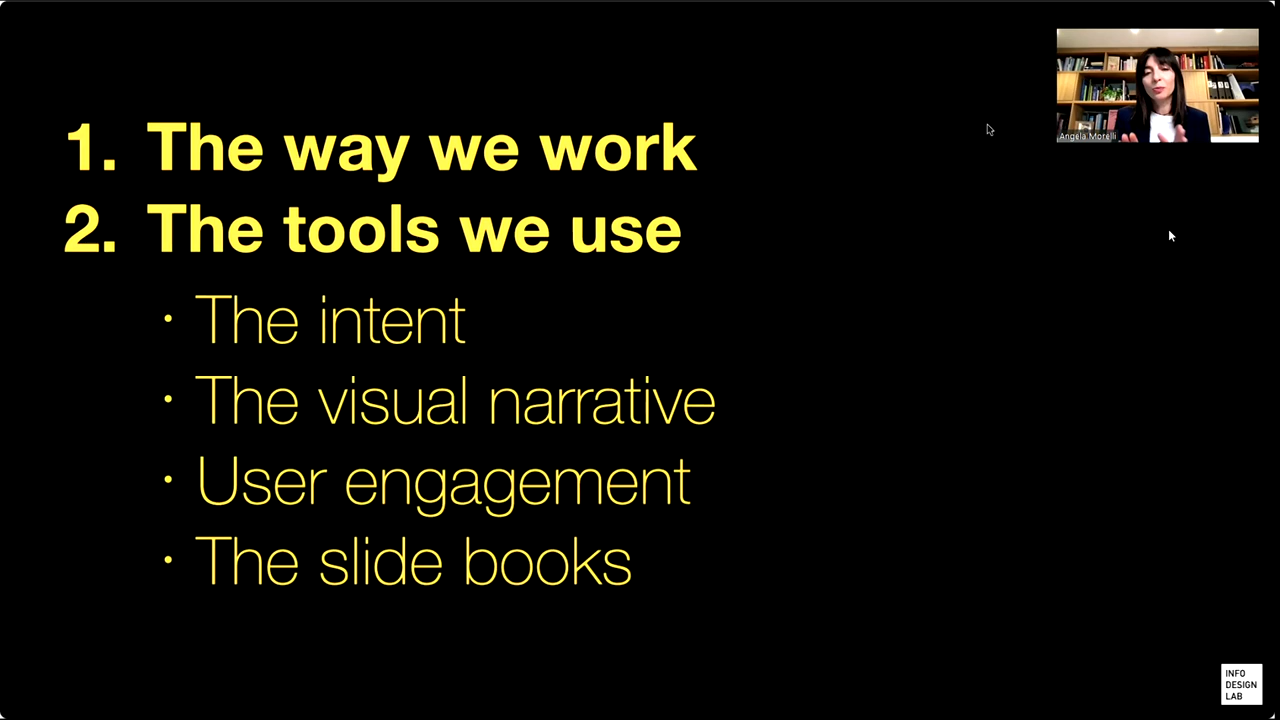 1. The way we work
2. The tools we use
· The intent
· The visual narrative
· User engagement
· The slide books
Angela Morelli
INFO
DESIGN
LAB